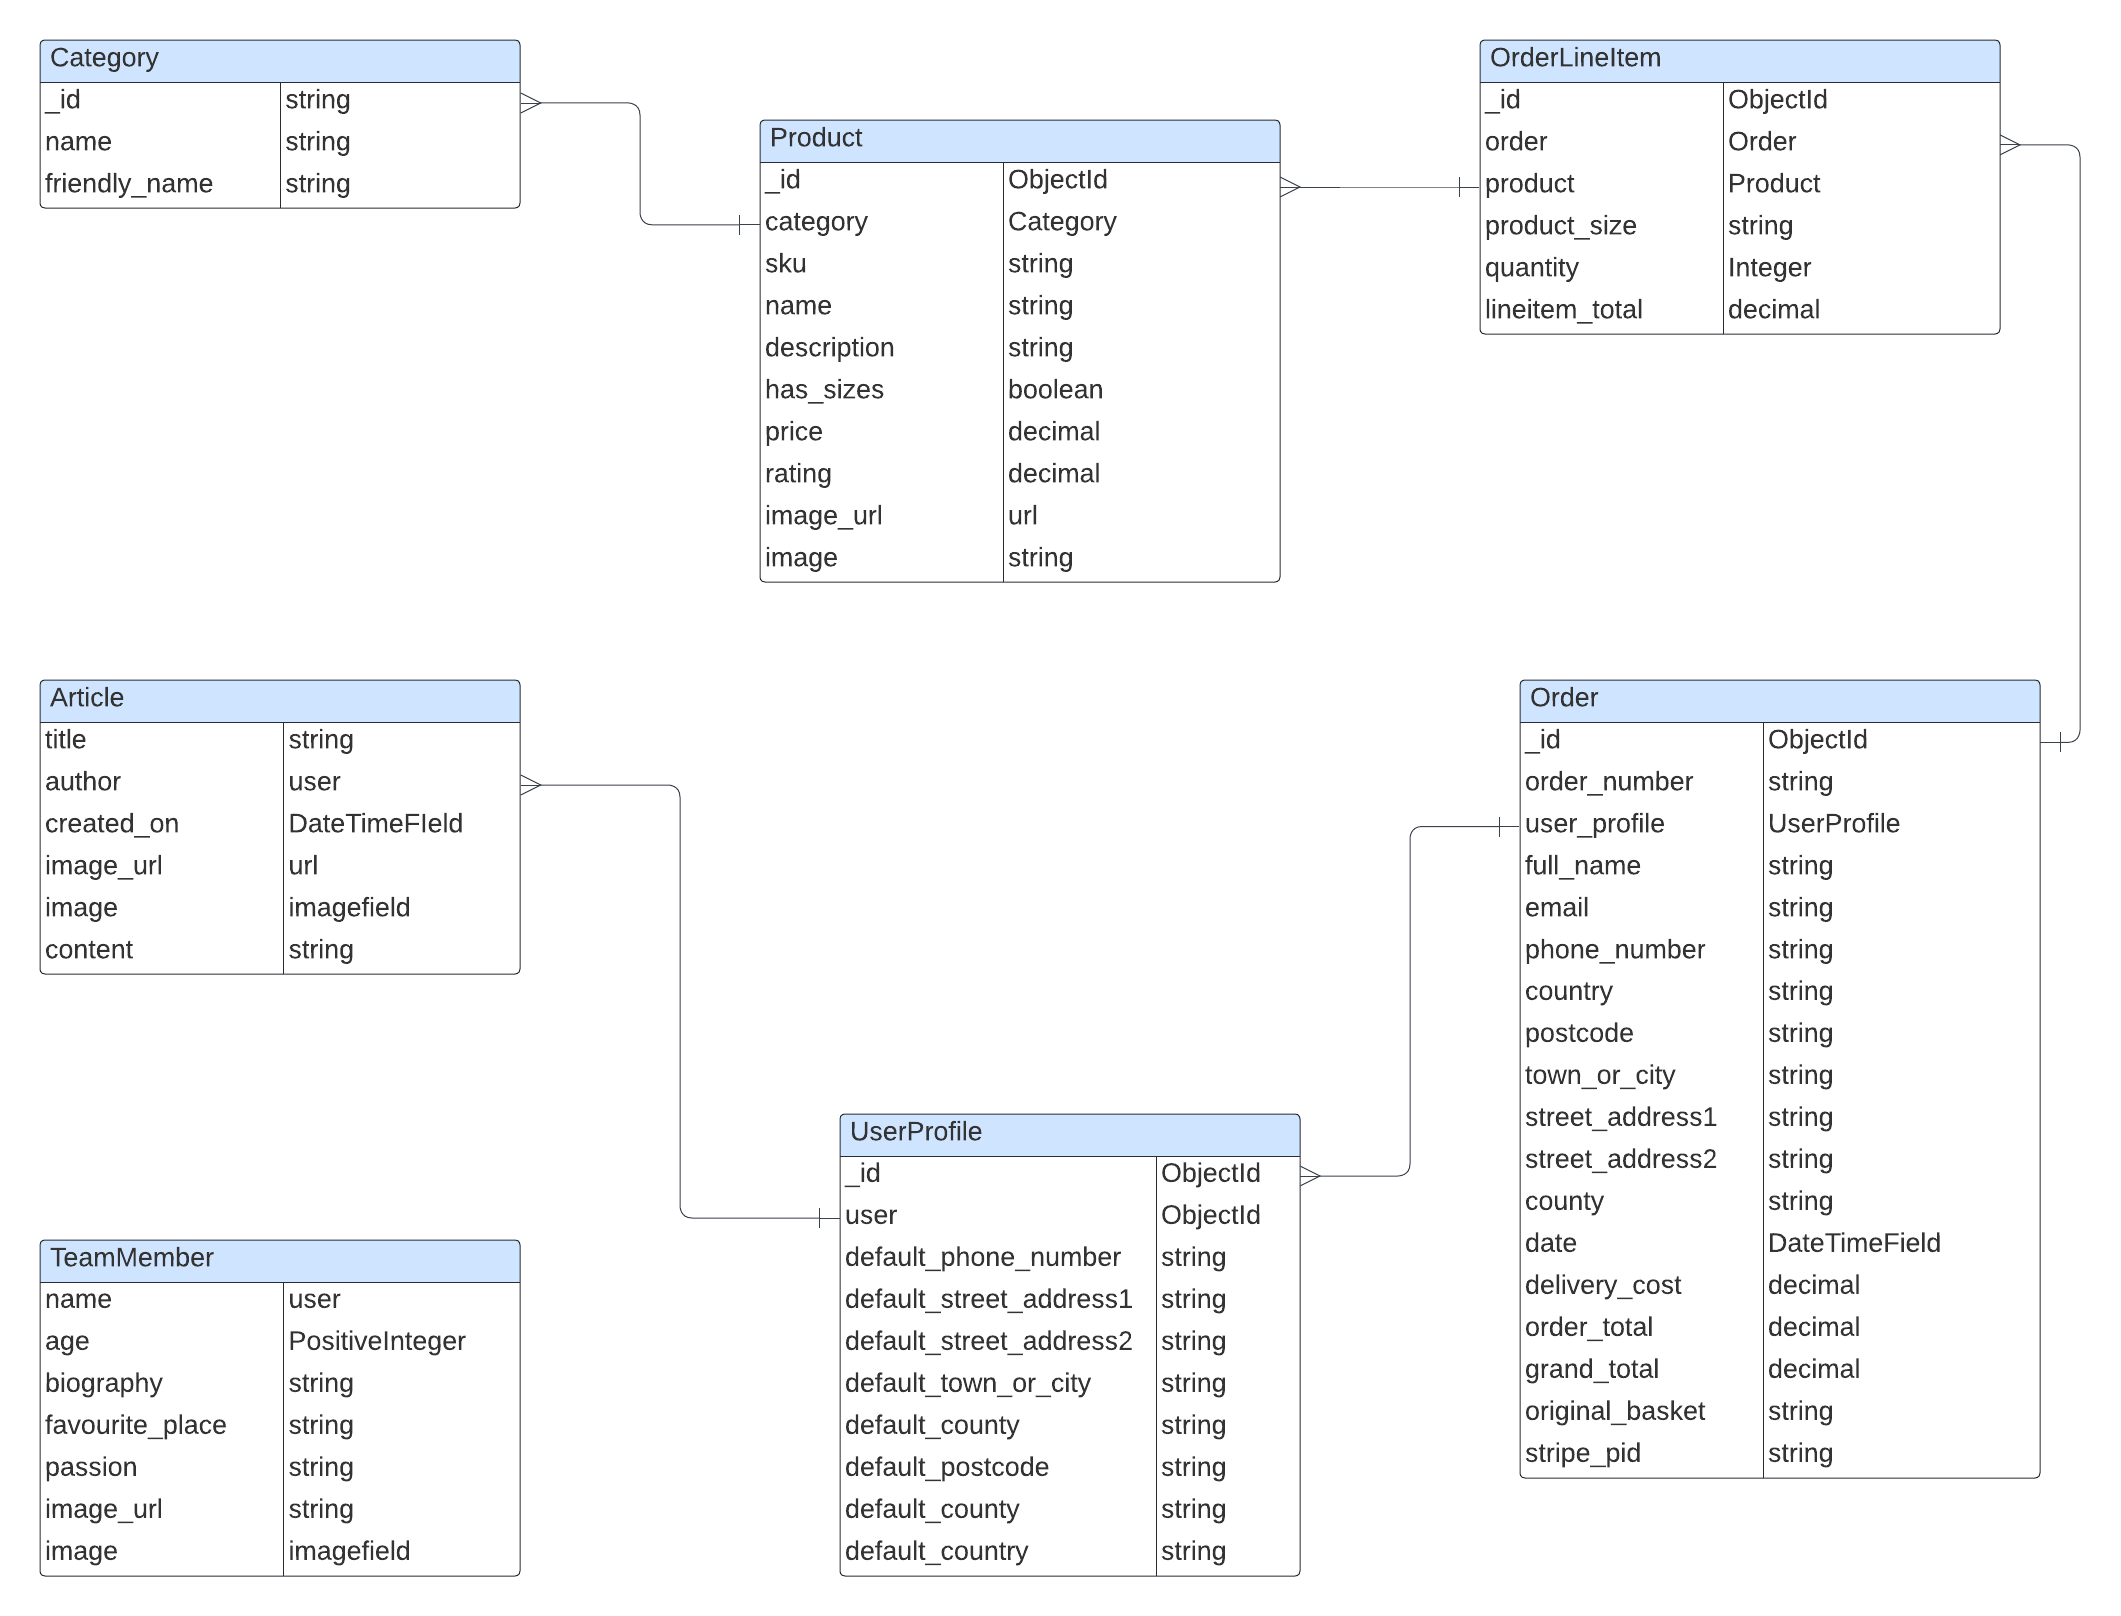 Category
_id string
name string
friendly_name string
Product
_id ObjectId
category Category
sku string
name string
description string
has_sizes boolean
price decimal
rating decimal
image_url url
image string
OrderLineItem
_id ObjectId
order Order
product Product
product_size string
quantity Integer
lineitem_total decimal
Article
title string
author user
created_on DateTimeFIeld
image_url url
image imagefield
content string
Order
_id ObjectId
order_number string
user_profile UserProfile
full_name string
email string
phone_number string
country string
postcode string
town_or_city string
street_address1 string
street_address2 string
county string
date DateTimeField
delivery_cost decimal
order_total decimal
grand_total decimal
original_basket string
stripe_pid string
UserProfile
_id ObjectId
user ObjectId
default_phone_number string
default_street_address1 string
default_street_address2 string
default_town_or_city string
default_county string
default_postcode string
default_county string
default_country string
TeamMember
name user
age PositiveInteger
biography string
favourite_place string
passion string
image_url string
image imagefield